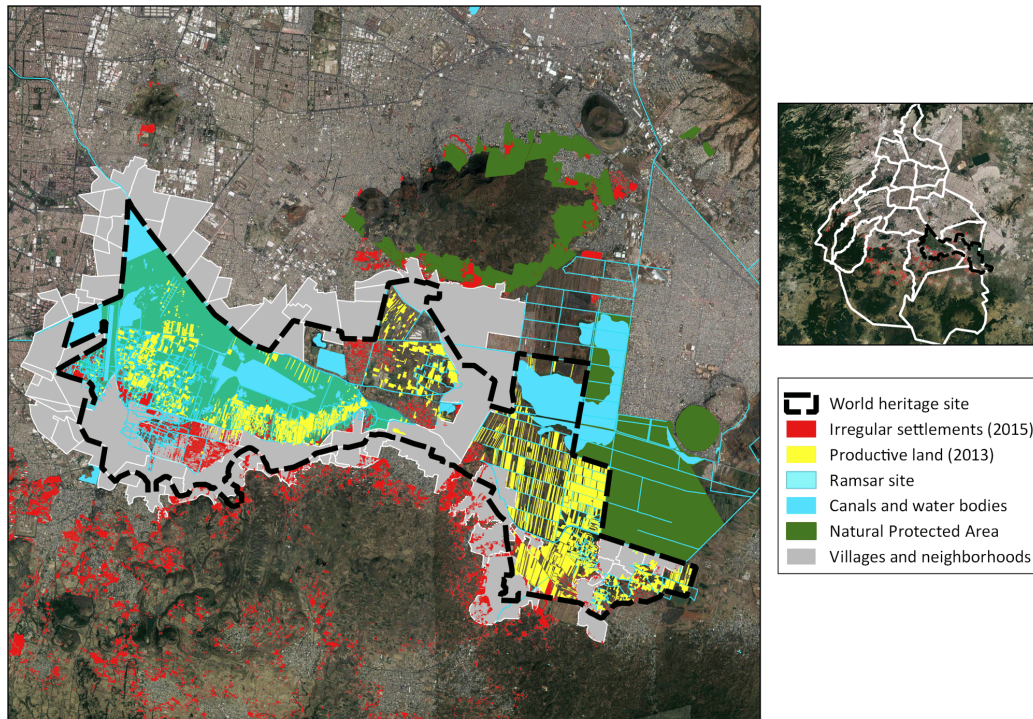 World heritage site
Irregular settlements (2015)
Productive land (2013)
Ramsar site
Canals and water bodies
Natural Protected Area
Villages and neighborhoods